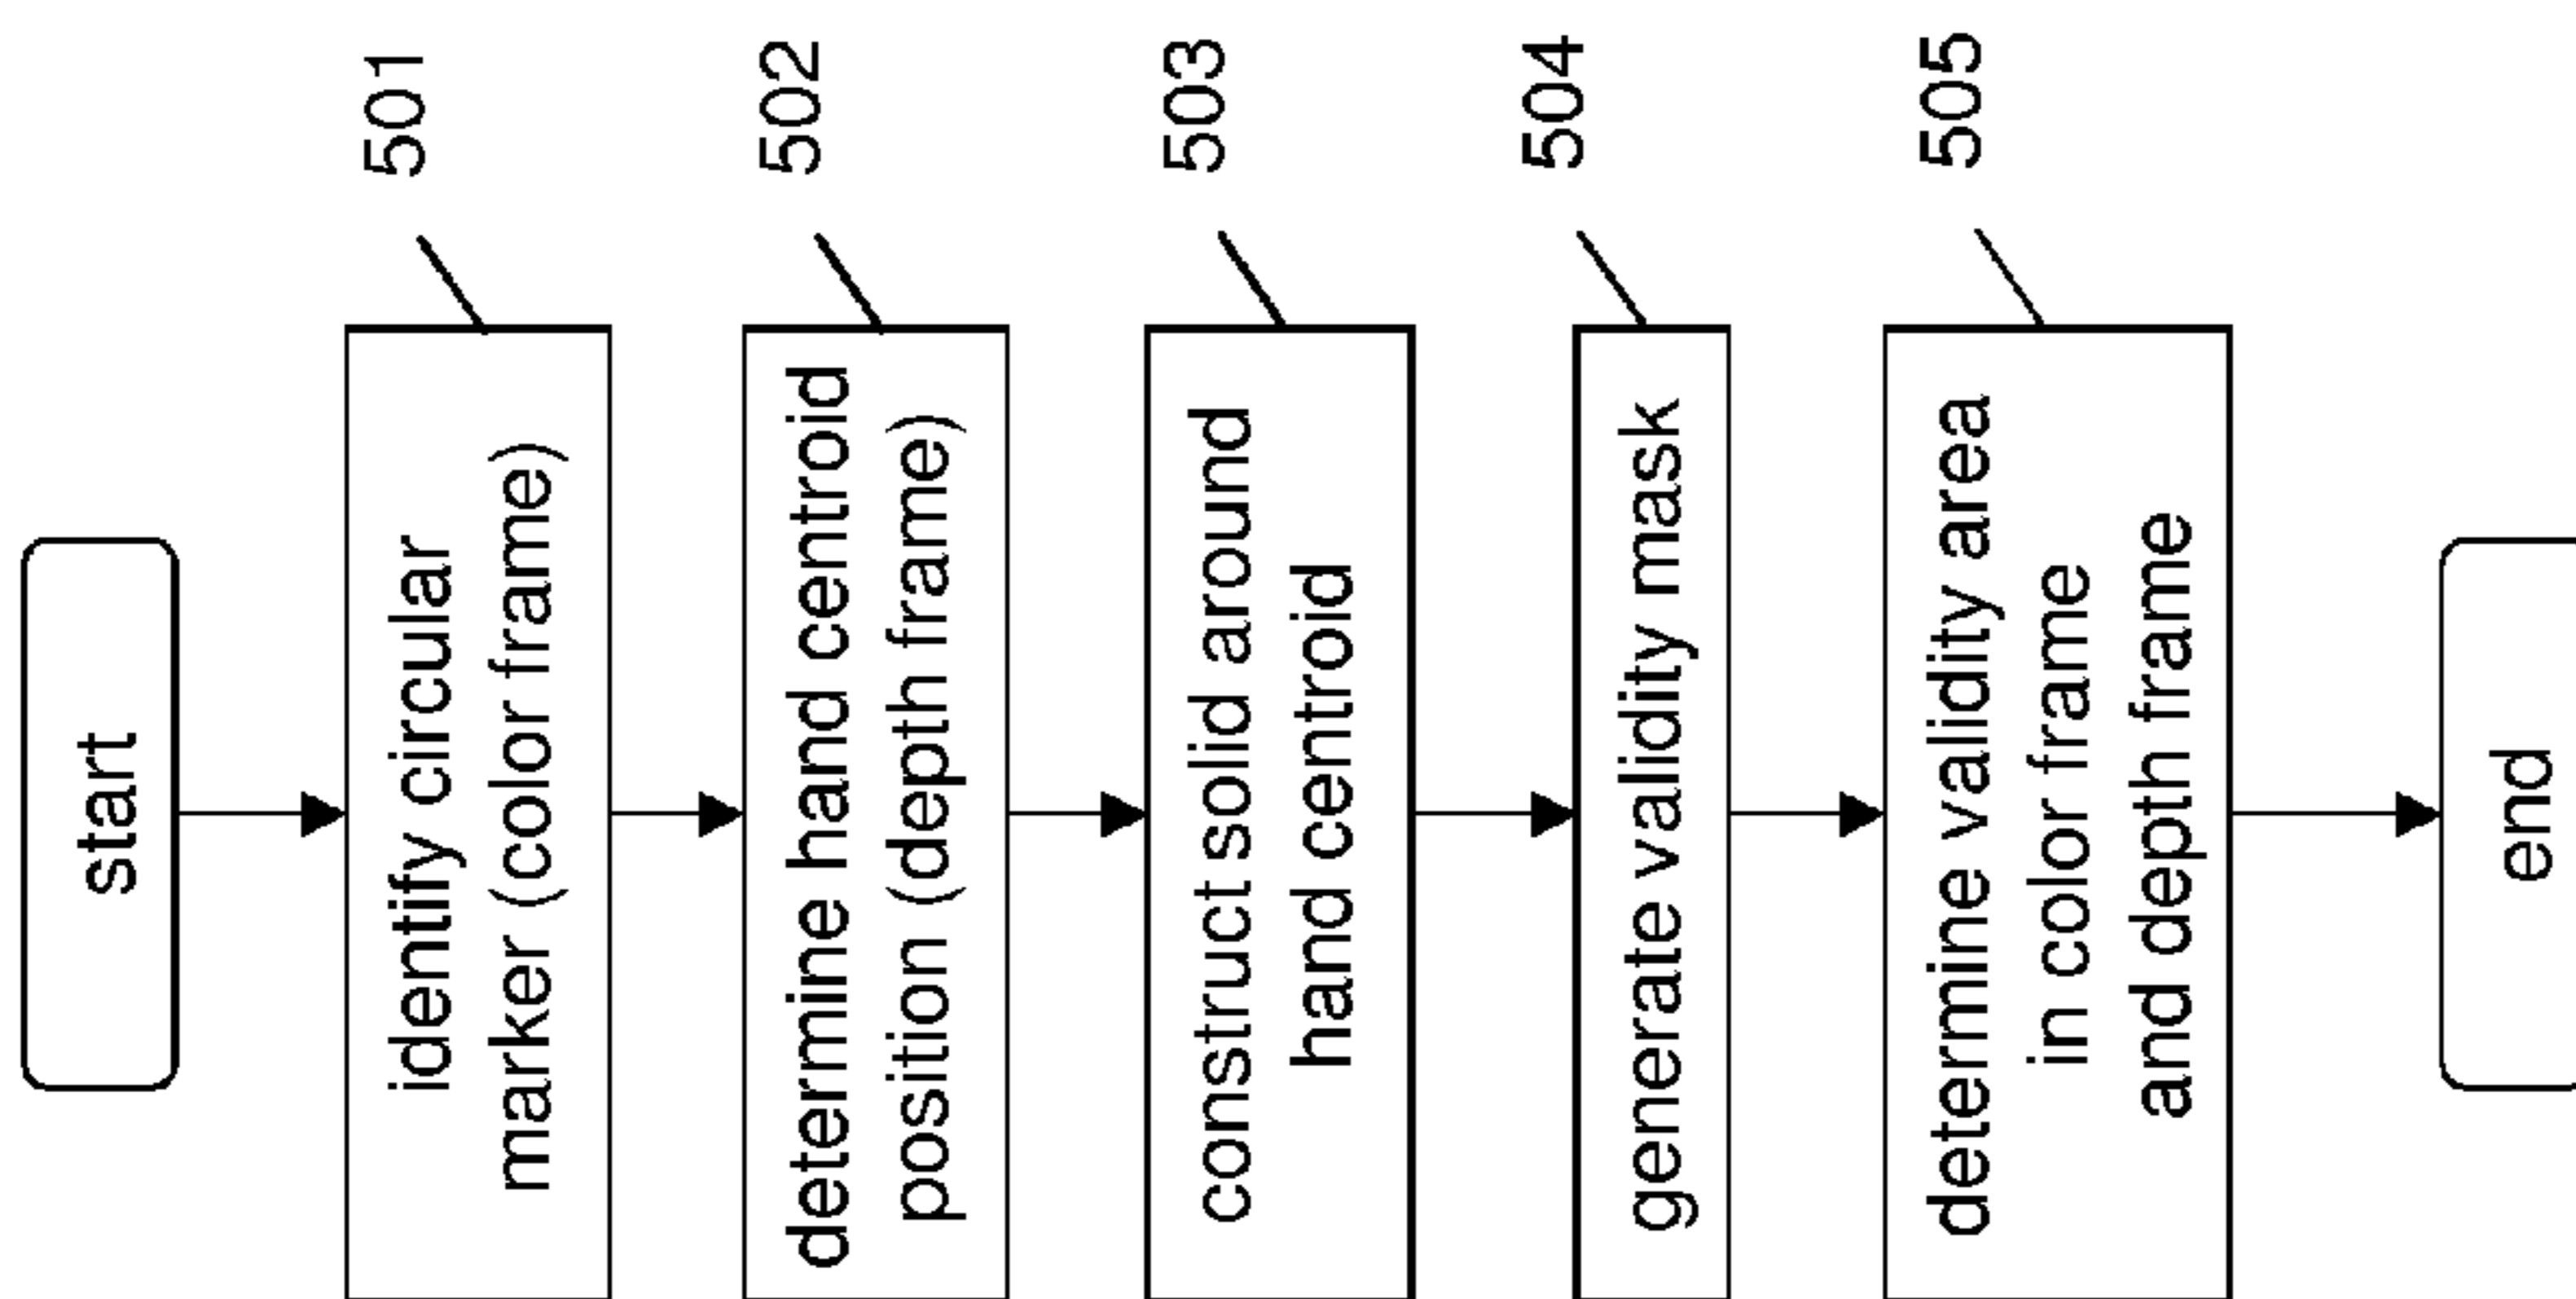 start
501
identify circular
marker (color frame)
502
determine hand centroid
position (depth frame)
503
construct solid around
hand centroid
504
generate validity mask
505
determine validity area
in color frame
and depth frame
end